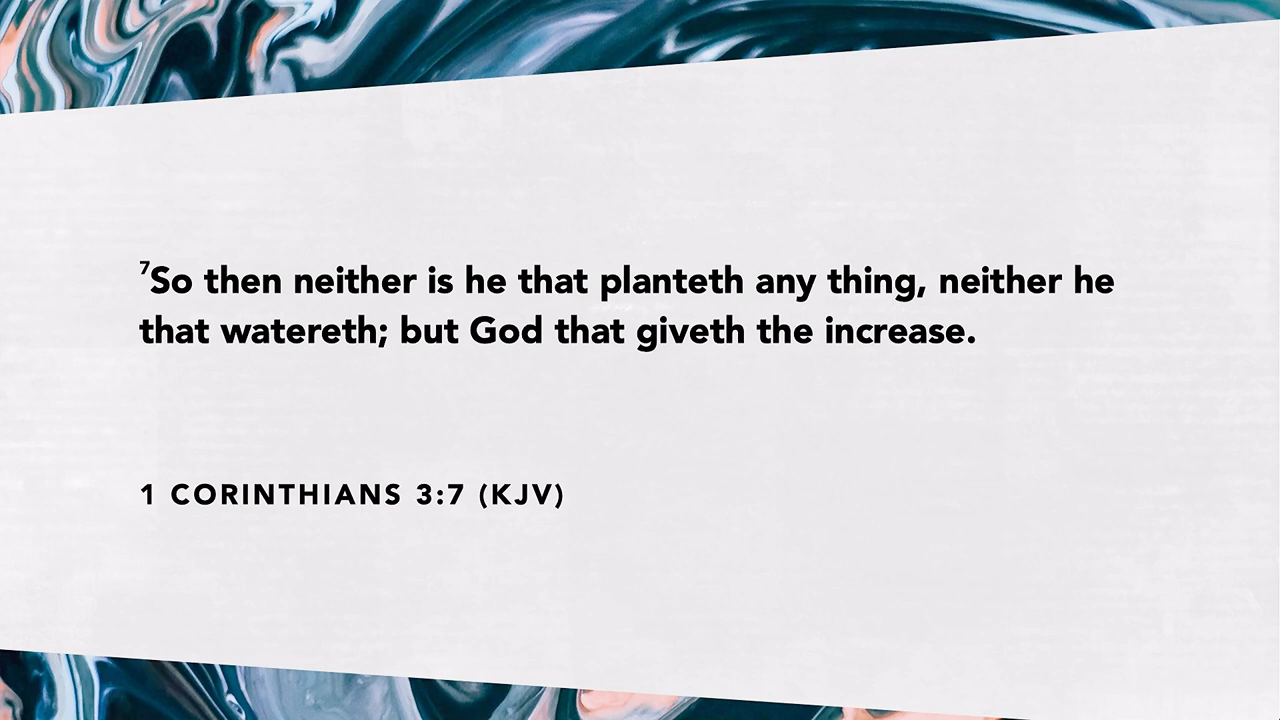 ⁷So then neither is he that planteth any thing, neither he
that watereth; but God that giveth the increase.
1 CORINTHIANS 3:7 (KJV)